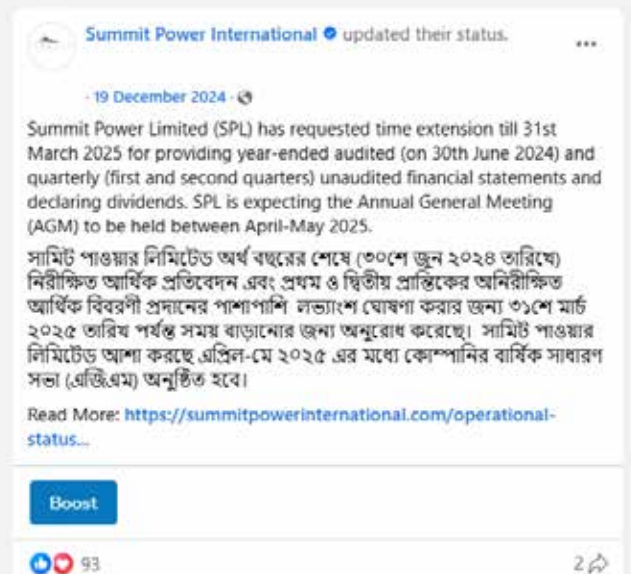 Summit Power International updated their status.
· 19 December 2024 ·
Summit Power Limited (SPL) has requested time extension till 31st
March 2025 for providing year-ended audited (on 30th June 2024) and
quarterly (first and second quarters) unaudited financial statements and
declaring dividends. SPL is expecting the Annual General Meeting
(AGM) to be held between April-May 2025.
সামিট পাওয়ার লিমিটেড অর্থ বছরের শেষে (৩০শে জুন ২০২৪ তারিখে)
নিরীক্ষিত আর্থিক প্রতিবেদন এবং প্রথম ও দ্বিতীয় প্রান্তিকের অনিরীক্ষিত
আর্থিক বিবরণী প্রদানের পাশাপাশি লভ্যাংশ ঘোষণা করার জন্য ৩১শে মার্চ
২০২৫ তারিখ পর্যন্ত সময় বাড়ানোর জন্য অনুরোধ করেছে। সামিট পাওয়ার
লিমিটেড আশা করছে এপ্রিল-মে ২০২৫ এর মধ্যে কোম্পানির বার্ষিক সাধারণ
সভা (এজিএম) অনুষ্ঠিত হবে।
Read More: https://summitpowerinternational.com/operational-
status...
Boost
93
2